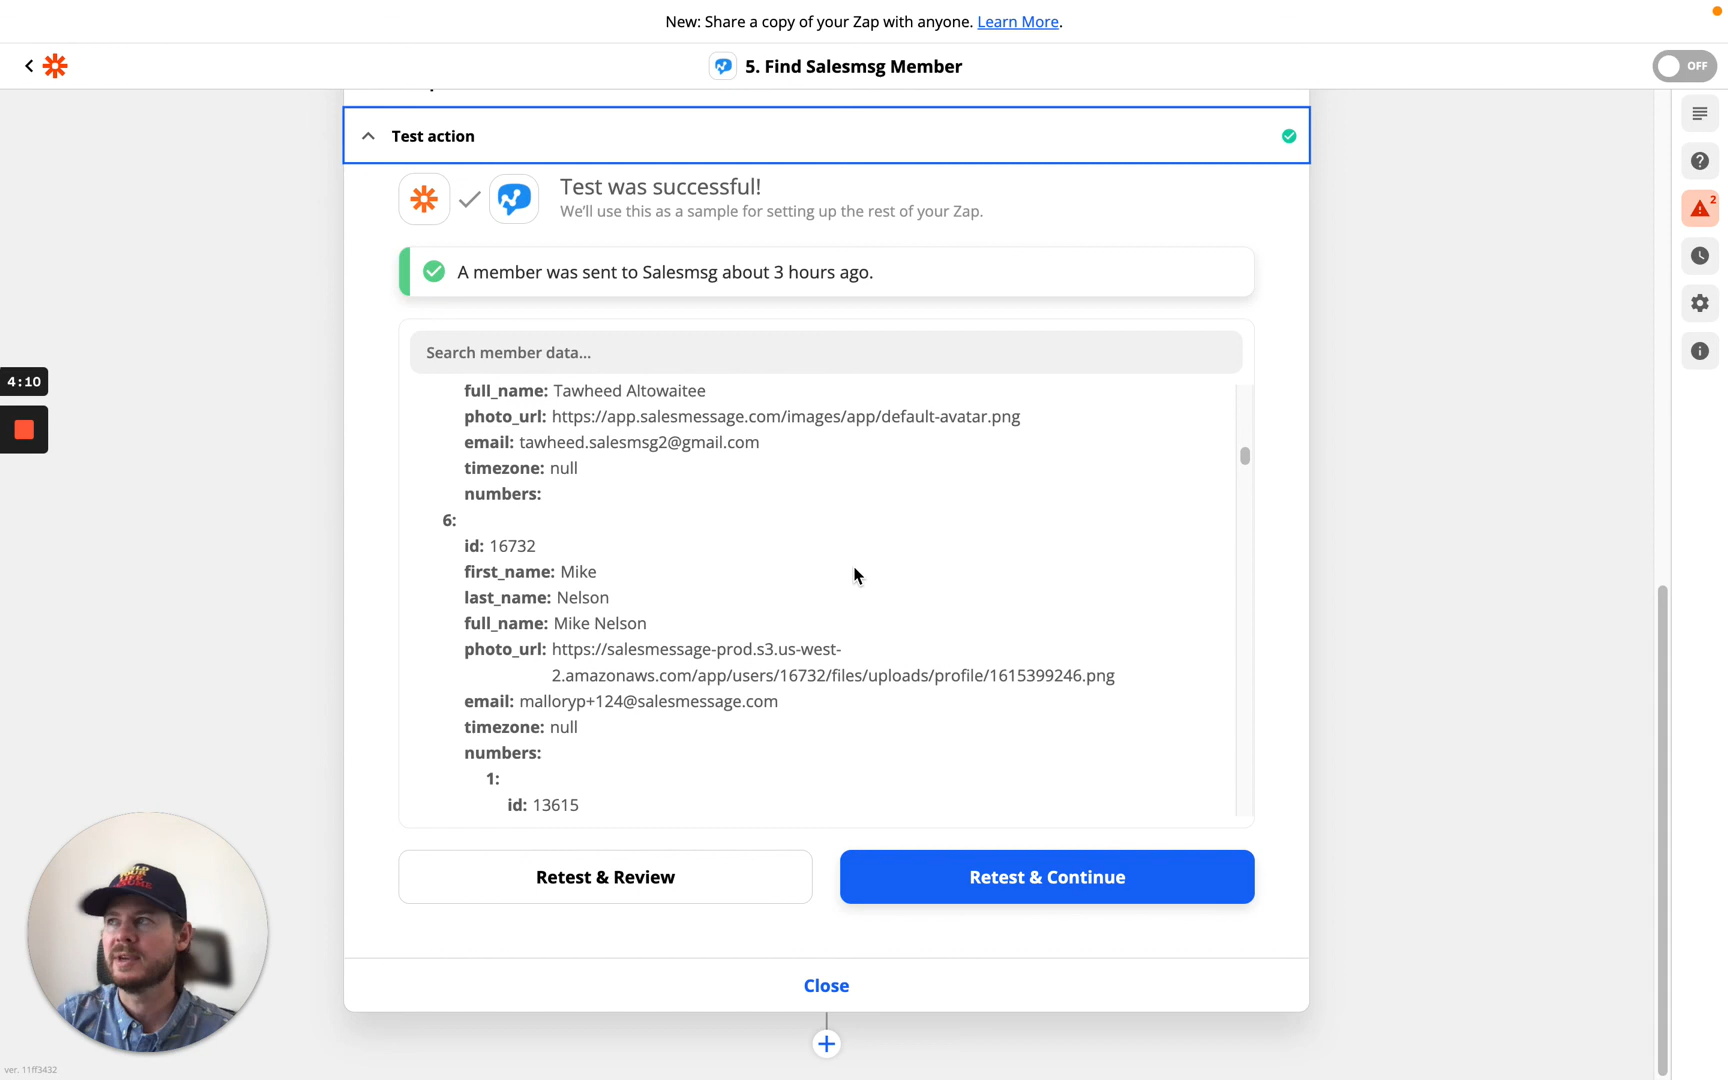 New: Share a copy of your Zap with anyone. Learn More.
5. Find Salesmsg Member
OFF
Test action
2
Test was successful!
We'll use this as a sample for setting up the rest of your Zap.
A member was sent to Salesmsg about 3 hours ago.
Search member data...
4:10
full_name: Tawheed Altowaitee
photo_url: https://app.salesmessage.com/images/app/default-avatar.png
email: tawheed.salesmsg2@gmail.com
timezone: null
numbers:
6:
id: 16732
first_name: Mike
last_name: Nelson
full_name: Mike Nelson
photo_url: https://salesmessage-prod.s3.us-west-
2.amazonaws.com/app/users/16732/files/uploads/profile/1615399246.png
email: malloryp+124@salesmessage.com
timezone: null
numbers:
1:
id: 13615
Retest & Review
Retest & Continue
Close
ver. 11ff3432